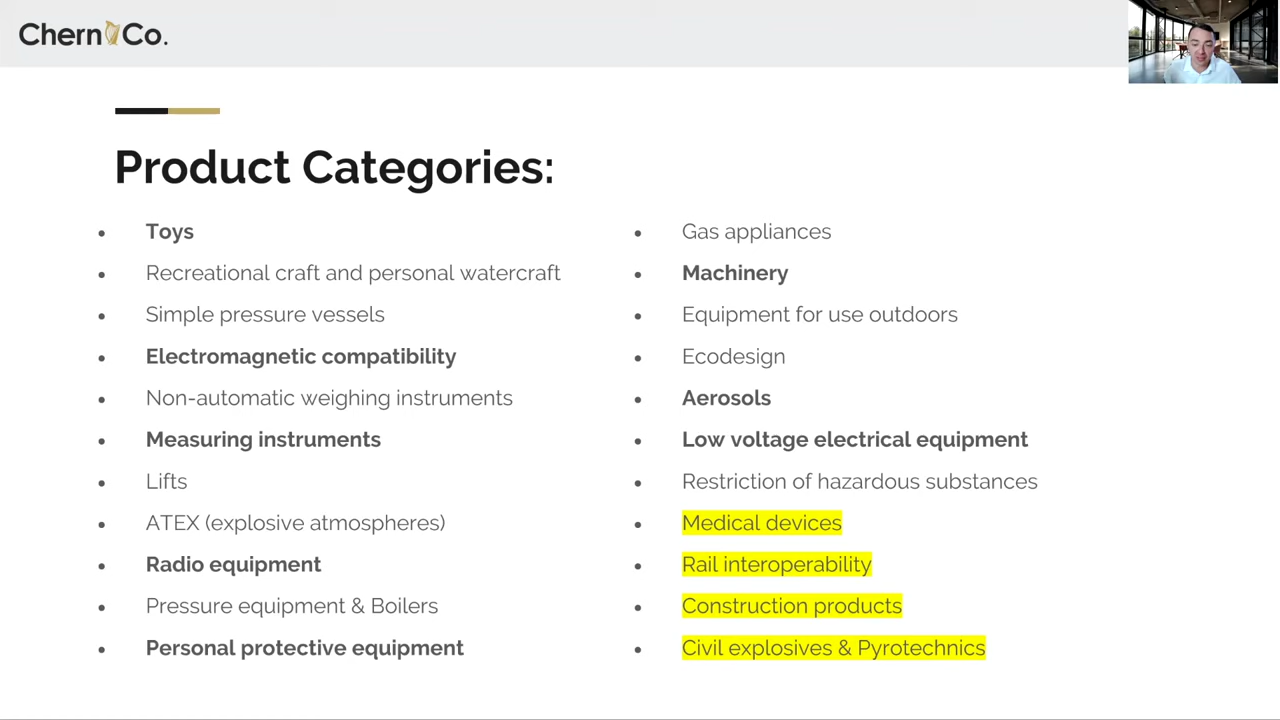 Chern Co.
Product Categories:
Toys
Recreational craft and personal watercraft
Simple pressure vessels
Electromagnetic compatibility
Non-automatic weighing instruments
Measuring instruments
Lifts
ATEX (explosive atmospheres)
Radio equipment
Pressure equipment & Boilers
Personal protective equipment
Gas appliances
Machinery
Equipment for use outdoors
Ecodesign
Aerosols
Low voltage electrical equipment
Restriction of hazardous substances
Medical devices
Rail interoperability
Construction products
Civil explosives & Pyrotechnics